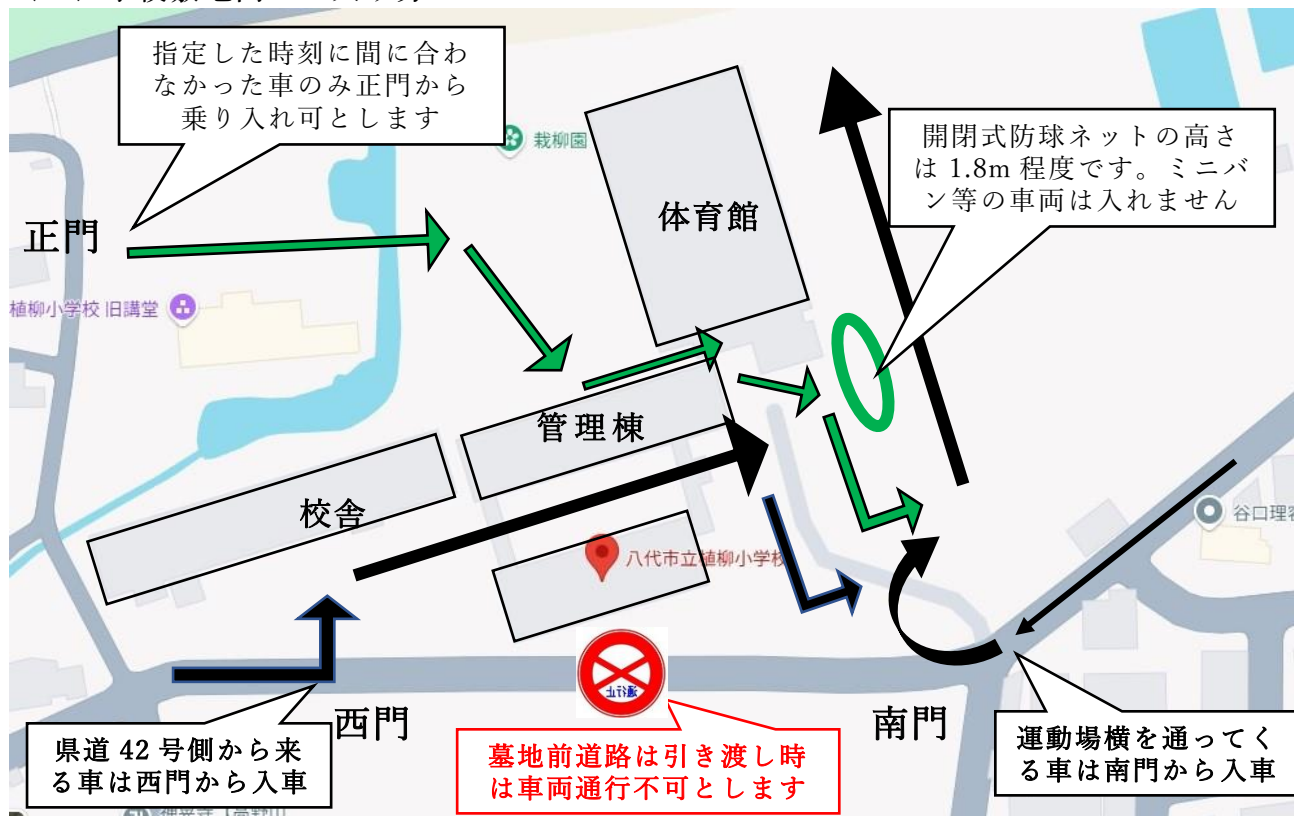 指定した時刻に間に合わ
なかった車のみ正門から
乗り入れ可とします
栽柳園
開閉式防球ネットの高さ
は 1.8m 程度です。ミニバ
ン等の車両は入れません
体育館
正門
植柳小学校 旧講堂
管理棟
校舎
谷口理容
八代市立植柳小学校
通行止
西門
南門
県道 42 号側から来
る車は西門から入車
墓地前道路は引き渡し時
は車両通行不可とします
運動場横を通ってく
る車は南門から入車